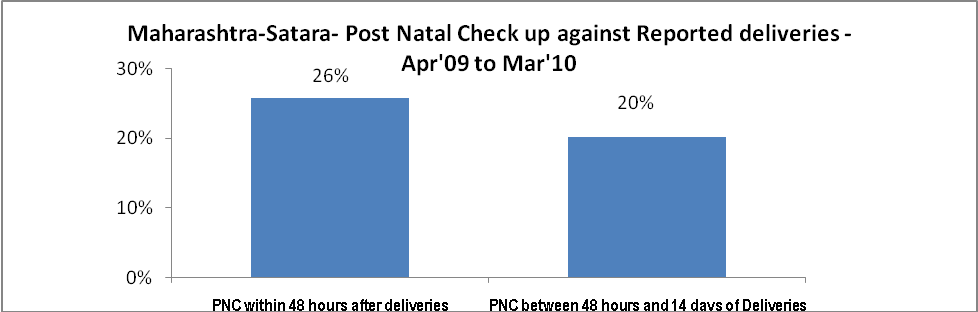 Maharashtra-Satara- Post Natal Check up against Reported deliveries -
Apr'09 to Mar'10
30%
26%
20%
20%
10%
0%
PNC within 48 hours after deliveries
PNC between 48 hours and 14 days of Deliveries